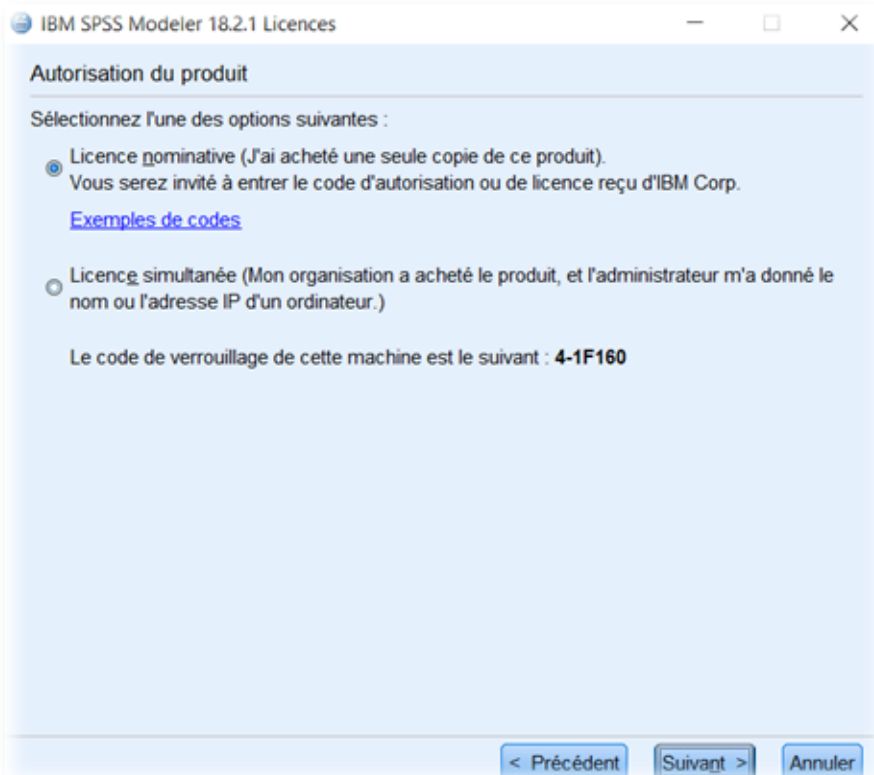 IBM SPSS Modeler 18.2.1 Licences
Autorisation du produit
Sélectionnez l'une des options suivantes :
Licence nominative (J'ai acheté une seule copie de ce produit).
Vous serez invité à entrer le code d'autorisation ou de licence reçu d'IBM Corp.
Exemples de codes
Licence simultanée (Mon organisation a acheté le produit, et l'administrateur m'a donné le
nom ou l'adresse IP d'un ordinateur.)
Le code de verrouillage de cette machine est le suivant : 4-1F160
< Précédent
Suivant >
Annuler